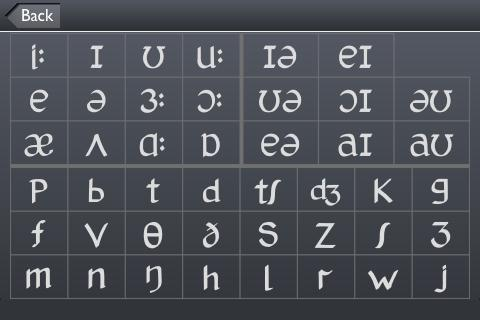 Back
iː ɪ ʊ uː ɪə eɪ
e ə ɜː ɔː ʊə ɔɪ əʊ
æ ʌ ɑː ɒ eə aɪ aʊ
p b t d tʃ dʒ k g
f v θ ð s z ʃ ʒ
m n ŋ h l r w j